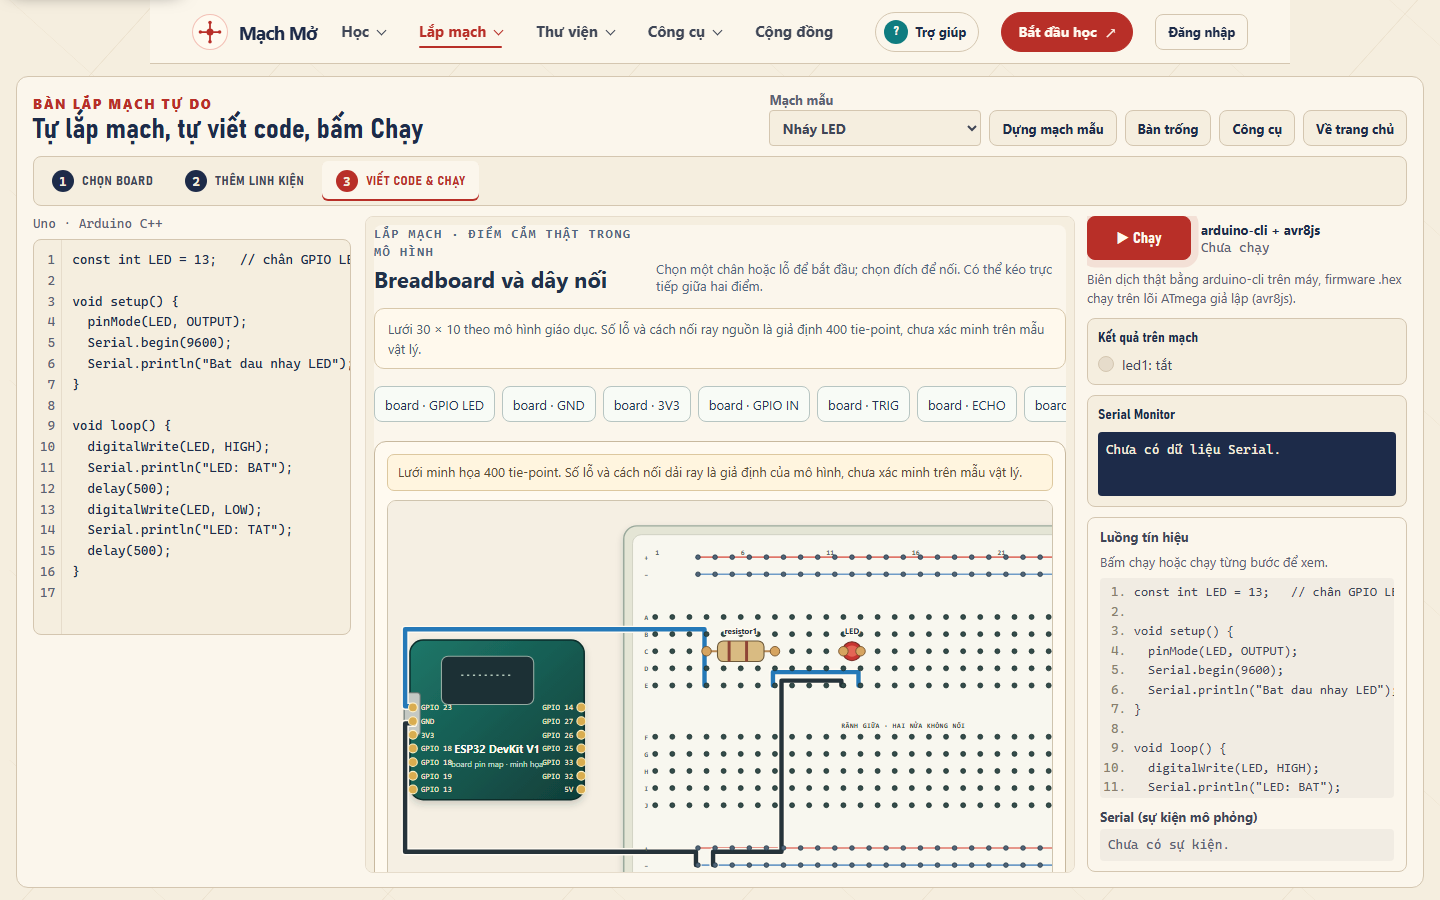 Mạch Mở
Học
Lắp mạch
Thư viện
Công cụ
Cộng đồng
? Trợ giúp
Bắt đầu học ↗
Đăng nhập
BÀN LẮP MẠCH TỰ DO
Tự lắp mạch, tự viết code, bấm Chạy
Mạch mẫu
Nháy LED
Dựng mạch mẫu
Bàn trống
Công cụ
Về trang chủ
1 CHỌN BOARD
2 THÊM LINH KIỆN
3 VIẾT CODE & CHẠY
Uno · Arduino C++
1 const int LED = 13;   // chân GPIO LE
2
3 void setup() {
4   pinMode(LED, OUTPUT);
5   Serial.begin(9600);
6   Serial.println("Bat dau nhay LED");
7 }
8
9 void loop() {
10   digitalWrite(LED, HIGH);
11   Serial.println("LED: BAT");
12   delay(500);
13   digitalWrite(LED, LOW);
14   Serial.println("LED: TAT");
15   delay(500);
16 }
17
LẮP MẠCH · ĐIỂM CẮM THẬT TRONG
MÔ HÌNH
Breadboard và dây nối
Chọn một chân hoặc lỗ để bắt đầu; chọn đích để nối. Có thể kéo trực
tiếp giữa hai điểm.
Lưới 30 × 10 theo mô hình giáo dục. Số lỗ và cách nối ray nguồn là giả định 400 tie-point, chưa xác minh trên mẫu
vật lý.
board · GPIO LED
board · GND
board · 3V3
board · GPIO IN
board · TRIG
board · ECHO
board
Lưới minh họa 400 tie-point. Số lỗ và cách nối dải ray là giả định của mô hình, chưa xác minh trên mẫu vật lý.
1 6 11 16 21
+
-
A
B
C
D
E
resistor1
LED
RÃNH GIỮA · HAI NỬA KHÔNG NỐI
F
G
H
I
J
+
-
GPIO 23 GPIO 14
GND GPIO 27
3V3 GPIO 26
GPIO 18 ESP32 DevKit V1 GPIO 25
board pin map · minh họa GPIO 33
GPIO 19 GPIO 32
GPIO 13 5V
▶ Chạy
arduino-cli + avr8js
Chưa chạy
Biên dịch thật bằng arduino-cli trên máy, firmware .hex
chạy trên lõi ATmega giả lập (avr8js).
Kết quả trên mạch
led1: tắt
Serial Monitor
Chưa có dữ liệu Serial.
Luồng tín hiệu
Bấm chạy hoặc chạy từng bước để xem.
1. const int LED = 13;   // chân GPIO LE
2.
3. void setup() {
4.   pinMode(LED, OUTPUT);
5.   Serial.begin(9600);
6.   Serial.println("Bat dau nhay LED");
7. }
8.
9. void loop() {
10.   digitalWrite(LED, HIGH);
11.   Serial.println("LED: BAT");
Serial (sự kiện mô phỏng)
Chưa có sự kiện.